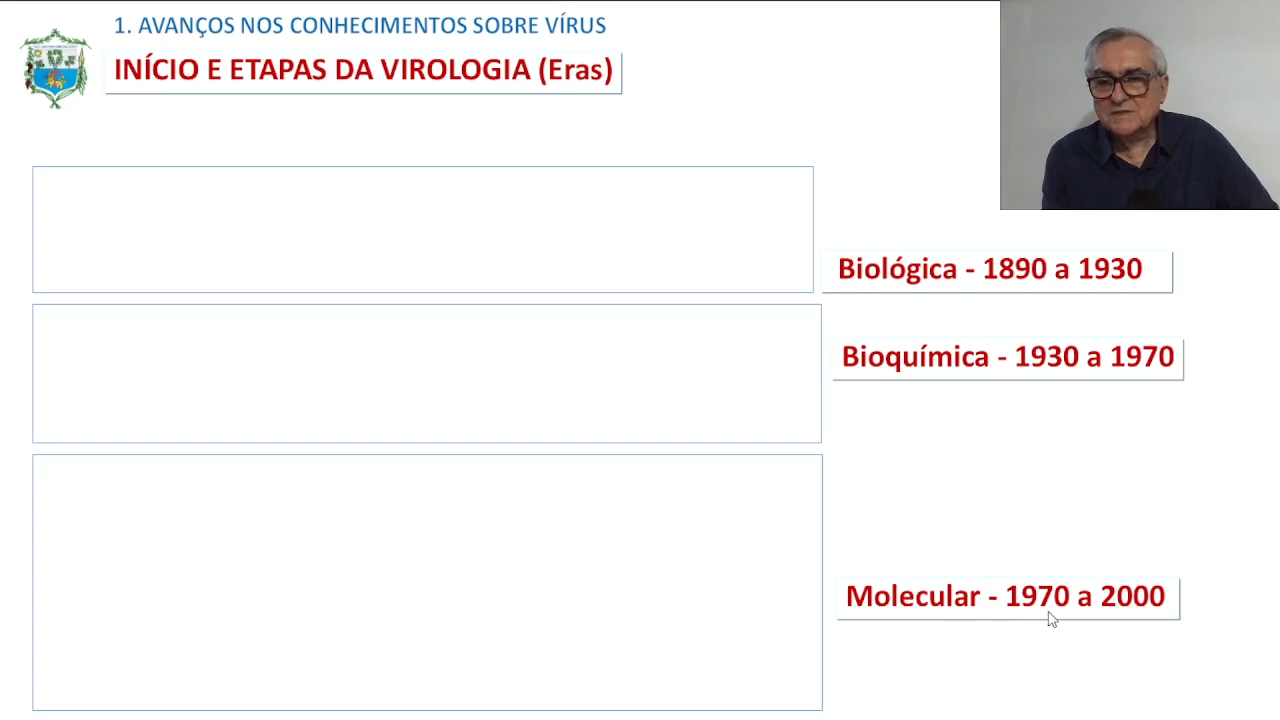 1. AVANÇOS NOS CONHECIMENTOS SOBRE VÍRUS
INÍCIO E ETAPAS DA VIROLOGIA (Eras)
Biológica - 1890 a 1930
Bioquímica - 1930 a 1970
Molecular - 1970 a 2000